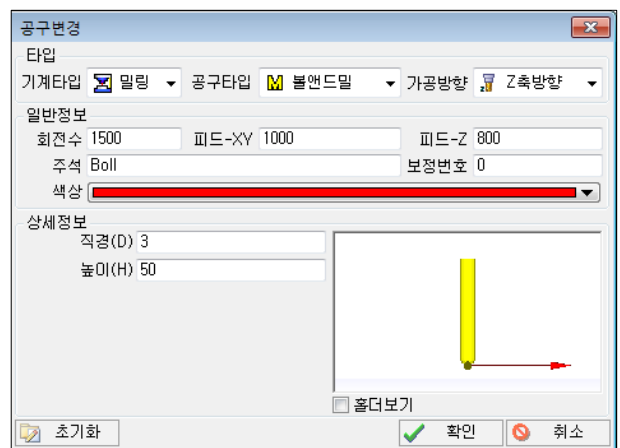 공구변경
타입
기계타입 밀링 공구타입 볼앤드밀 가공방향 Z축방향
일반정보
회전수 1500 피드-XY 1000 피드-Z 800
주석 Boll 보정번호 0
색상
상세정보
직경(D) 3
높이(H) 50
홀더보기
초기화 확인 취소